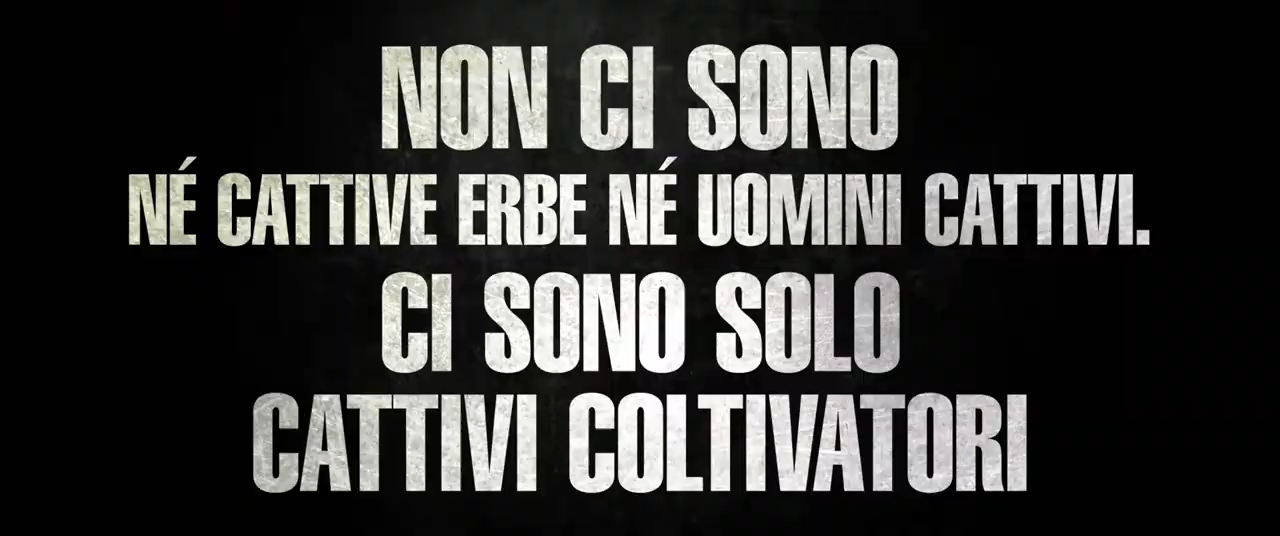 NON CI SONO
NÉ CATTIVE ERBE NÉ UOMINI CATTIVI.
CI SONO SOLO
CATTIVI COLTIVATORI